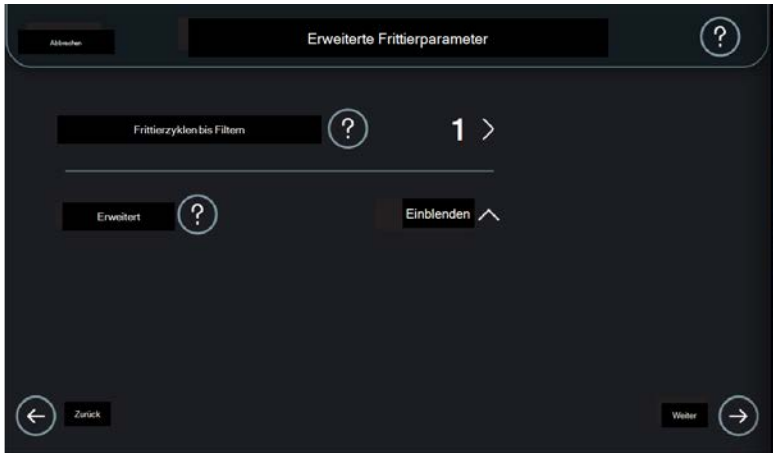 Abbrechen
Erweiterte Frittierparameter
?
Frittierzyklen bis Filtern
?
1
Erweitert
?
Einblenden
Zurück
Weiter